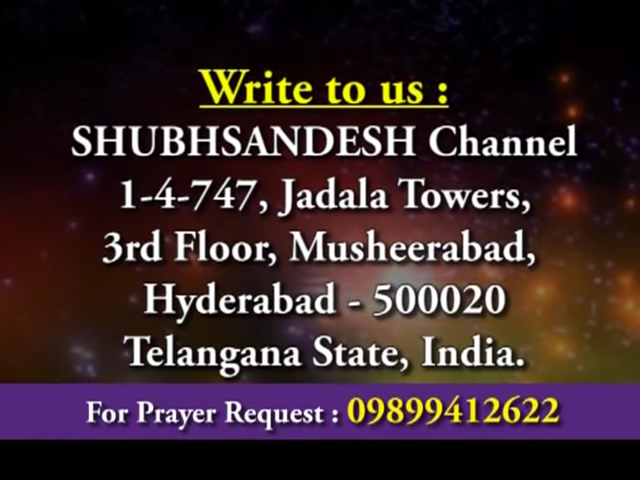 Write to us :
SHUBHSANDESH Channel
1-4-747, Jadala Towers,
3rd Floor, Musheerabad,
Hyderabad - 500020
Telangana State, India.
For Prayer Request : 09899412622